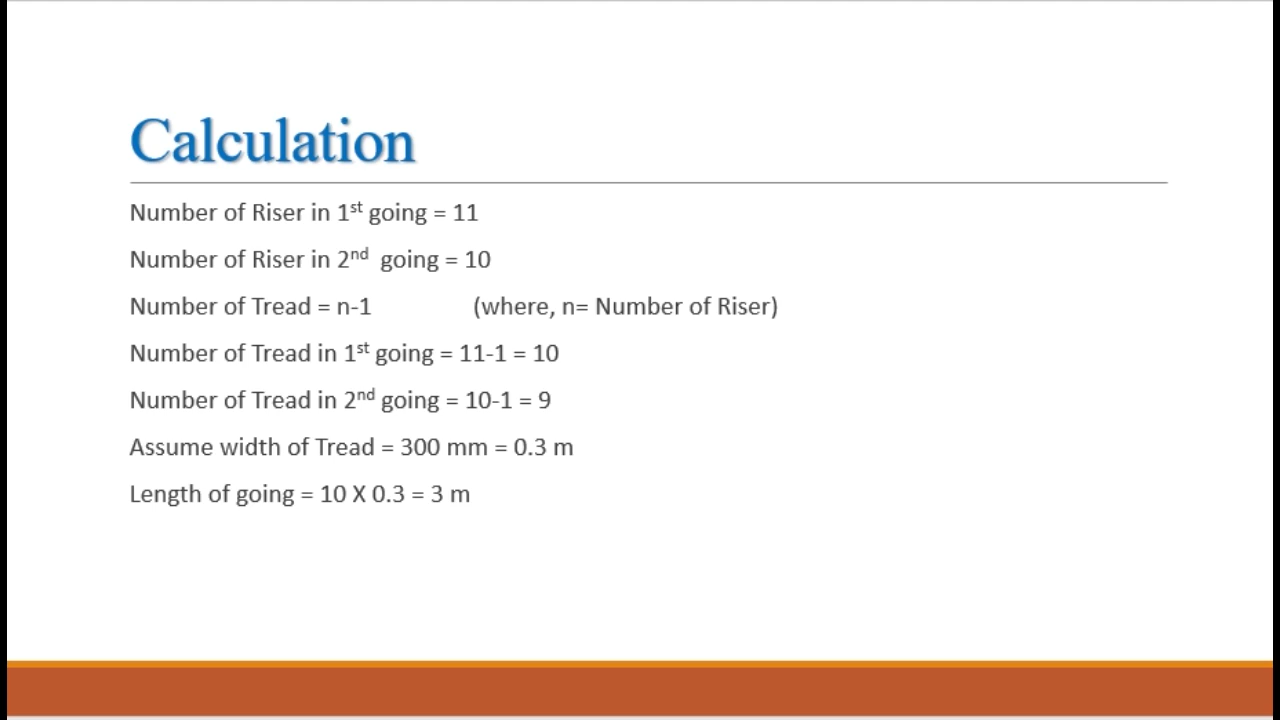 Calculation
Number of Riser in 1st going = 11
Number of Riser in 2nd going = 10
Number of Tread = n-1 (where, n= Number of Riser)
Number of Tread in 1st going = 11-1 = 10
Number of Tread in 2nd going = 10-1 = 9
Assume width of Tread = 300 mm = 0.3 m
Length of going = 10 X 0.3 = 3 m